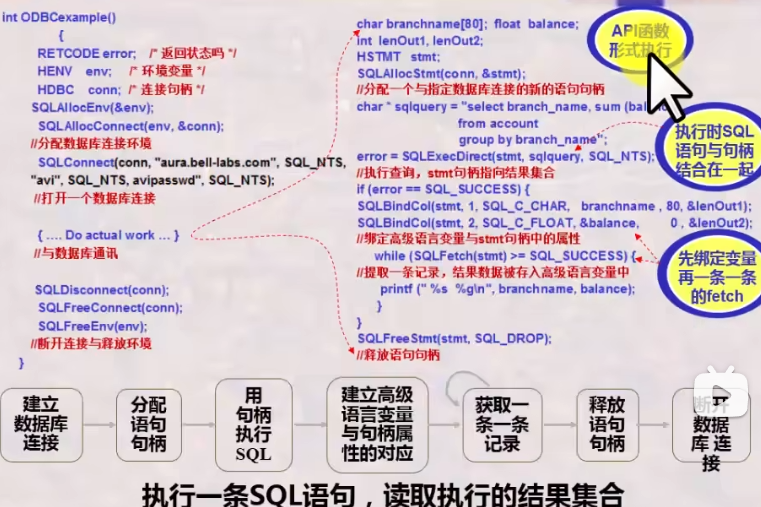 int ODBCexample()
{
RETCODE error; /* 返回状态吗 */
HENV env; /* 环境变量 */
HDBC conn; /* 连接句柄 */
SQLAllocEnv(&env);
SQLAllocConnect(env, &conn);
//分配数据库连接环境
SQLConnect(conn, "aura.bell-labs.com", SQL_NTS,
"avi", SQL_NTS, avipasswd", SQL_NTS);
//打开一个数据库连接
{ .... Do actual work ... }
//与数据库通讯
SQLDisconnect(conn);
SQLFreeConnect(conn);
SQLFreeEnv(env);
//断开连接与释放环境
}
char branchname[80]; float balance;
int lenOut1, lenOut2;
HSTMT stmt;
SQLAllocStmt(conn, &stmt);
//分配一个与指定数据库连接的新的语句句柄
char * sqlquery = "select branch_name, sum (bala
from account
group by branch_name";
error = SQLExecDirect(stmt, sqlquery, SQL_NTS);
//执行查询，stmt句柄指向结果集合
if (error == SQL_SUCCESS) {
SQLBindCol(stmt, 1, SQL_C_CHAR, branchname , 80, &lenOut1);
SQLBindCol(stmt, 2, SQL_C_FLOAT, &balance, 0 , &lenOut2);
//绑定高级语言变量与stmt句柄中的属性
while (SQLFetch(stmt) >= SQL_SUCCESS) {
//提取一条记录，结果数据被存入高级语言变量中
printf (" %s %g\n", branchname, balance);
}
}
SQLFreeStmt(stmt, SQL_DROP);
//释放语句句柄
API函数
形式执行
执行时SQL
语句与句柄
结合在一起
先绑定变量
再一条一条
的fetch
建立
数据库
连接
分配
语句
句柄
用
句柄
执行
SQL
建立高级
语言变量
与句柄属
性的对应
获取一
条一条
记录
释放
语句
句柄
断开
数据
库 连
接
执行一条SQL语句，读取执行的结果集合